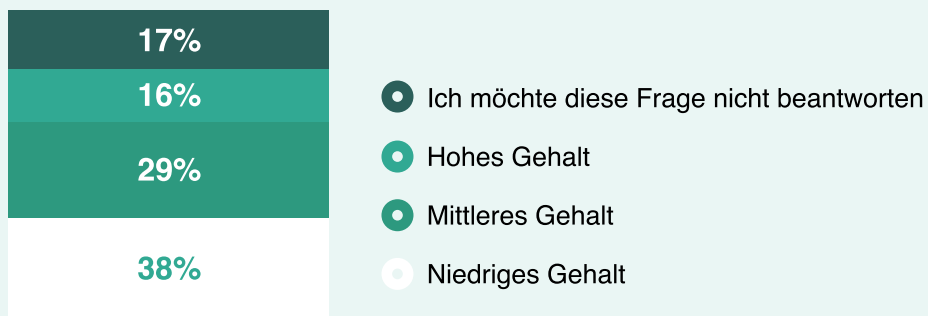 17%
16%
29%
38%
Ich möchte diese Frage nicht beantworten
Hohes Gehalt
Mittleres Gehalt
Niedriges Gehalt